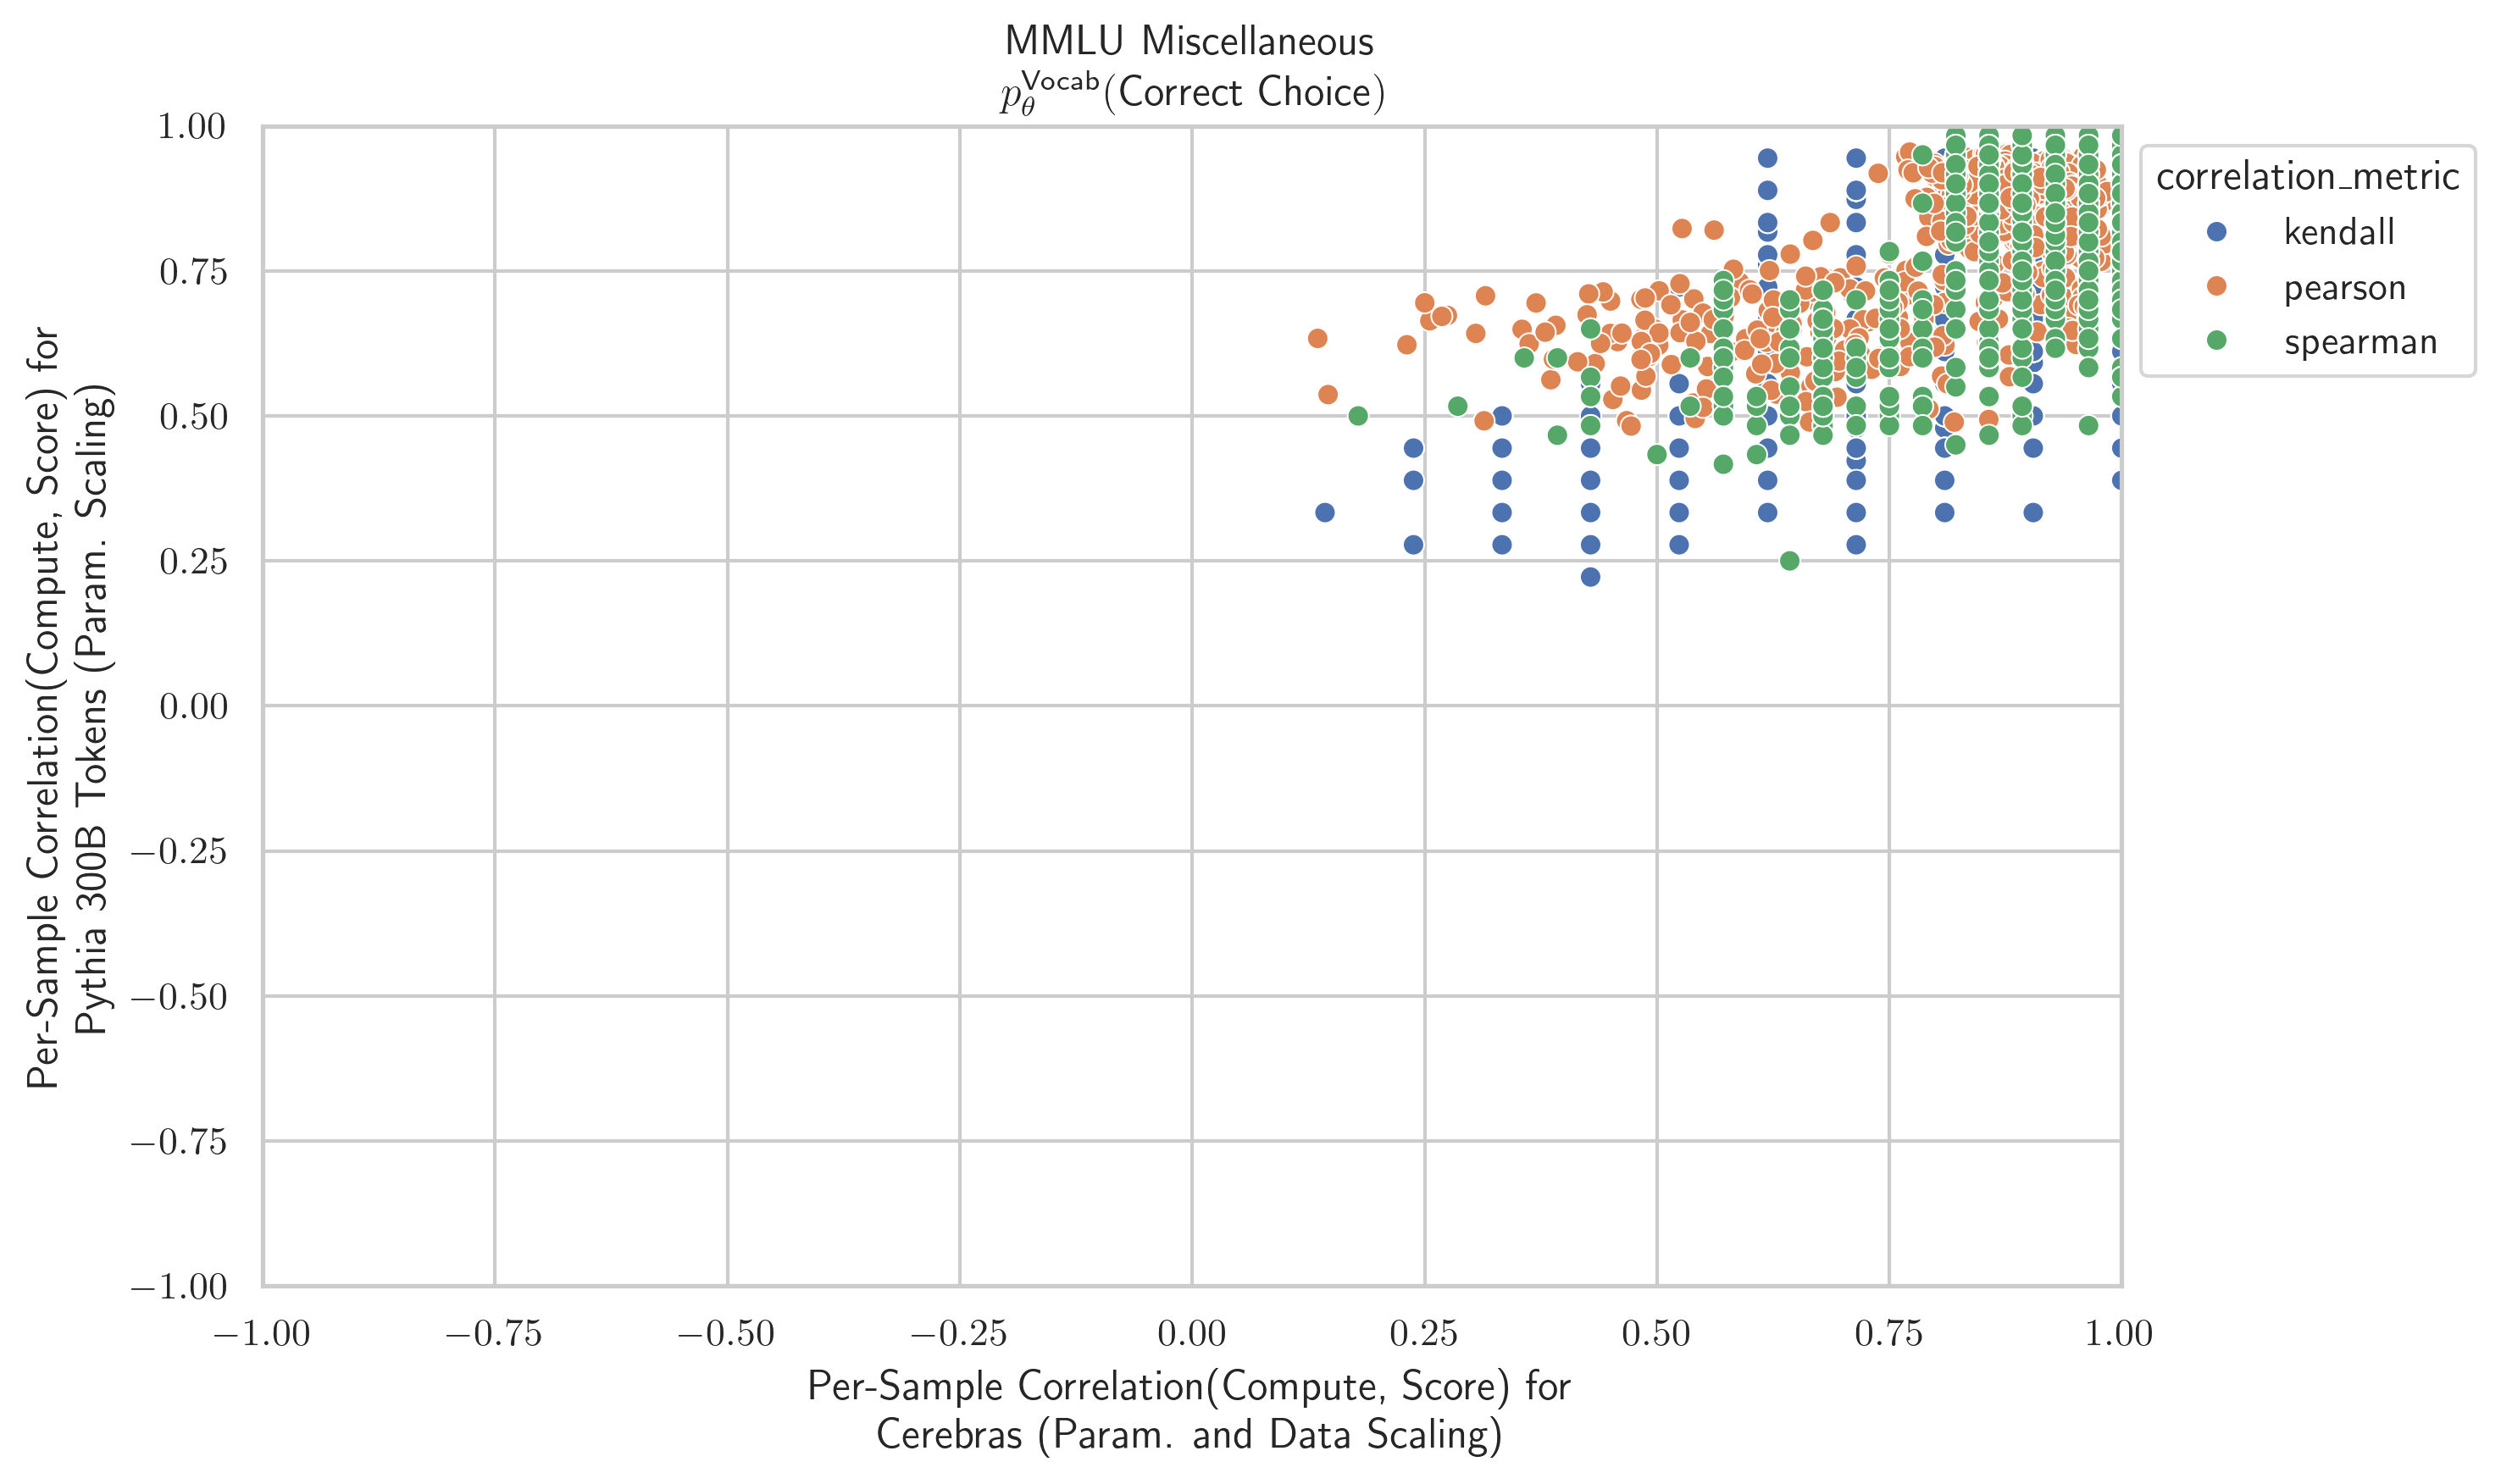 MMLU Miscellaneous
p_θ^Vocab(Correct Choice)
Per-Sample Correlation(Compute, Score) for
Pythia 300B Tokens (Param. Scaling)
1.00
0.75
0.50
0.25
0.00
−0.25
−0.50
−0.75
−1.00
−1.00 −0.75 −0.50 −0.25 0.00 0.25 0.50 0.75 1.00
Per-Sample Correlation(Compute, Score) for
Cerebras (Param. and Data Scaling)
correlation_metric
kendall
pearson
spearman